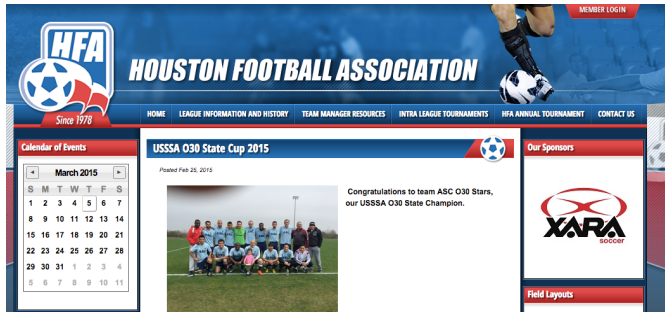 MEMBER LOGIN
HFA
HOUSTON FOOTBALL ASSOCIATION
Since 1978
HOME LEAGUE INFORMATION AND HISTORY TEAM MANAGER RESOURCES INTRA LEAGUE TOURNAMENTS HFA ANNUAL TOURNAMENT CONTACT US
Calendar of Events
March 2015
S M T W T F S
1 2 3 4 5 6 7
8 9 10 11 12 13 14
15 16 17 18 19 20 21
22 23 24 25 26 27 28
29 30 31 1 2 3 4
5 6 7 8 9 10 11
USSSA O30 State Cup 2015
Posted Feb 25, 2015
Congratulations to team ASC O30 Stars,
our USSSA O30 State Champion.
Our Sponsors
XARA
soccer
Field Layouts